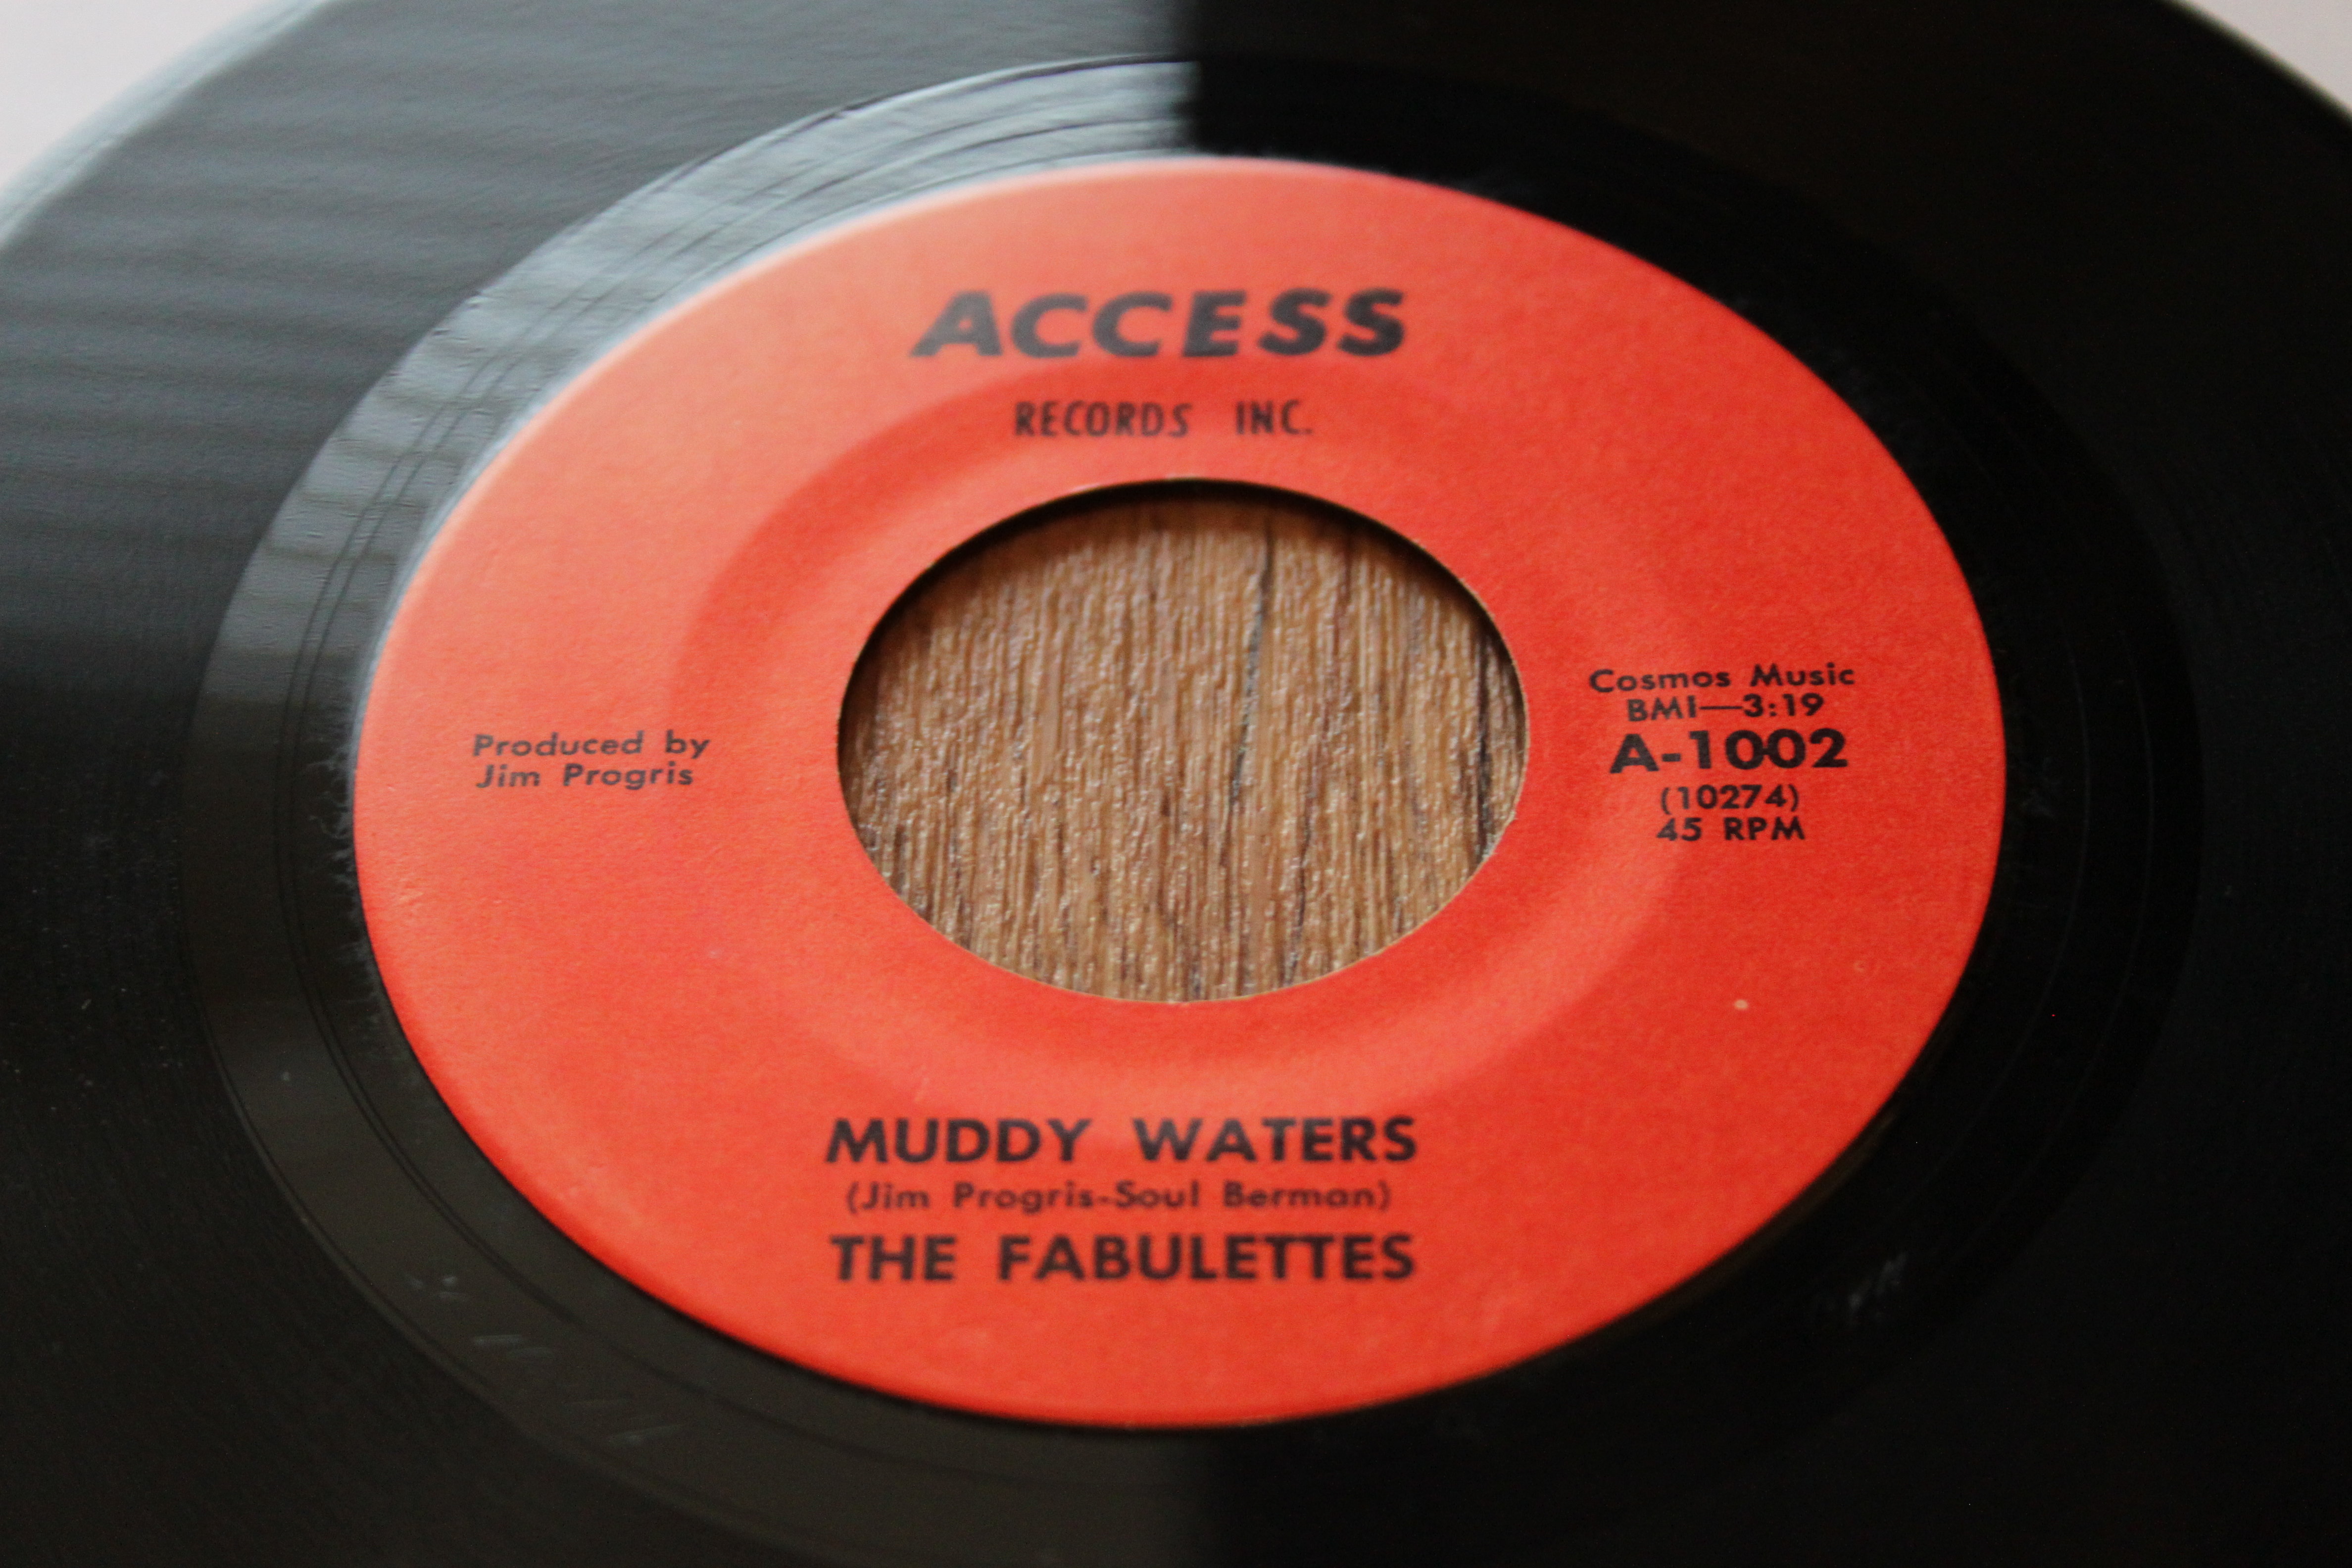 ACCESS
RECORDS INC.
Produced by
Jim Progris
Cosmos Music
BMI—3:19
A-1002
(10274)
45 RPM
MUDDY WATERS
(Jim Progris-Soul Berman)
THE FABULETTES